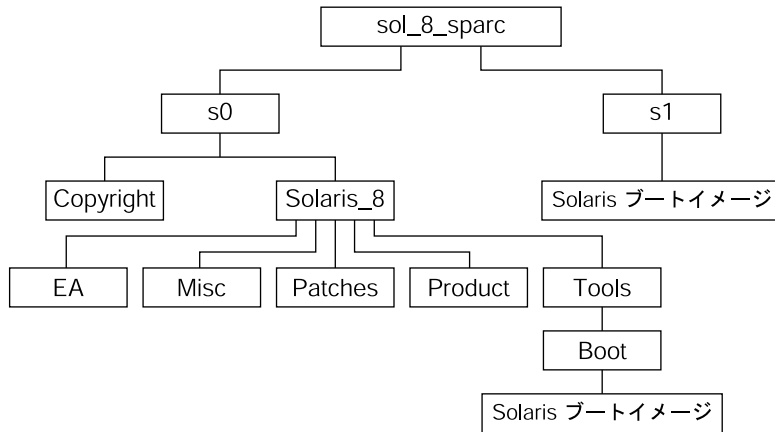 sol_8_sparc
s0
s1
Copyright
Solaris_8
Solaris ブートイメージ
EA
Misc
Patches
Product
Tools
Boot
Solaris ブートイメージ